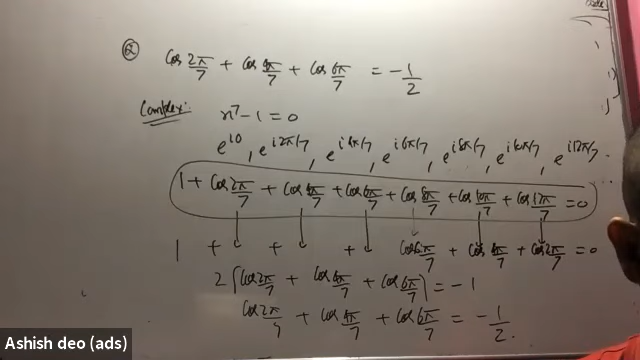 Q cos 2π/7 + cos 4π/7 + cos 6π/7 = -1/2
Complex: x^7 - 1 = 0
e^i0, e^i2π/7, e^i4π/7, e^i6π/7, e^i8π/7, e^i10π/7, e^i12π/7.
1 + cos 2π/7 + cos 4π/7 + cos 6π/7 + cos 8π/7 + cos 10π/7 + cos 12π/7 = 0
1 + ↓ + ↓ + ↓ cos 6π/7 + cos 4π/7 + cos 2π/7 = 0
2 [cos 2π/7 + cos 4π/7 + cos 6π/7] = -1
cos 2π/7 + cos 4π/7 + cos 6π/7 = -1/2.
Ashish deo (ads)